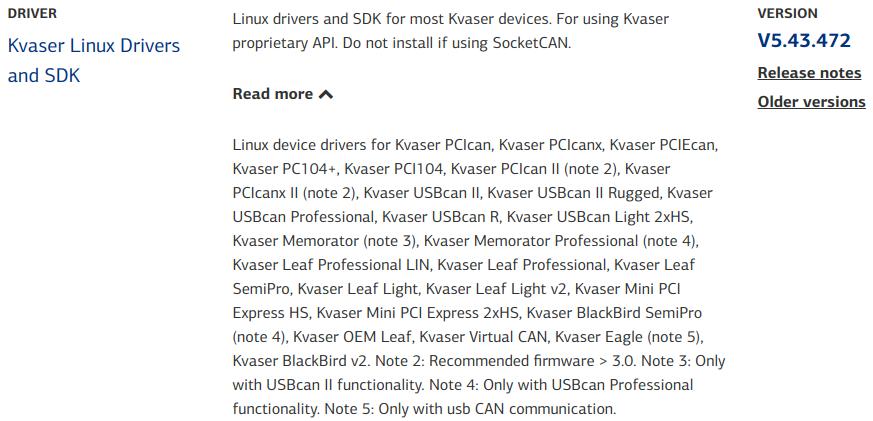 DRIVER
Kvaser Linux Drivers
and SDK
Linux drivers and SDK for most Kvaser devices. For using Kvaser
proprietary API. Do not install if using SocketCAN.
Read more
Linux device drivers for Kvaser PCIcan, Kvaser PCIcanx, Kvaser PCIEcan,
Kvaser PC104+, Kvaser PCI104, Kvaser PCIcan II (note 2), Kvaser
PCIcanx II (note 2), Kvaser USBcan II, Kvaser USBcan II Rugged, Kvaser
USBcan Professional, Kvaser USBcan R, Kvaser USBcan Light 2xHS,
Kvaser Memorator (note 3), Kvaser Memorator Professional (note 4),
Kvaser Leaf Professional LIN, Kvaser Leaf Professional, Kvaser Leaf
SemiPro, Kvaser Leaf Light, Kvaser Leaf Light v2, Kvaser Mini PCI
Express HS, Kvaser Mini PCI Express 2xHS, Kvaser BlackBird SemiPro
(note 4), Kvaser OEM Leaf, Kvaser Virtual CAN, Kvaser Eagle (note 5),
Kvaser BlackBird v2. Note 2: Recommended firmware > 3.0. Note 3: Only
with USBcan II functionality. Note 4: Only with USBcan Professional
functionality. Note 5: Only with usb CAN communication.
VERSION
V5.43.472
Release notes
Older versions